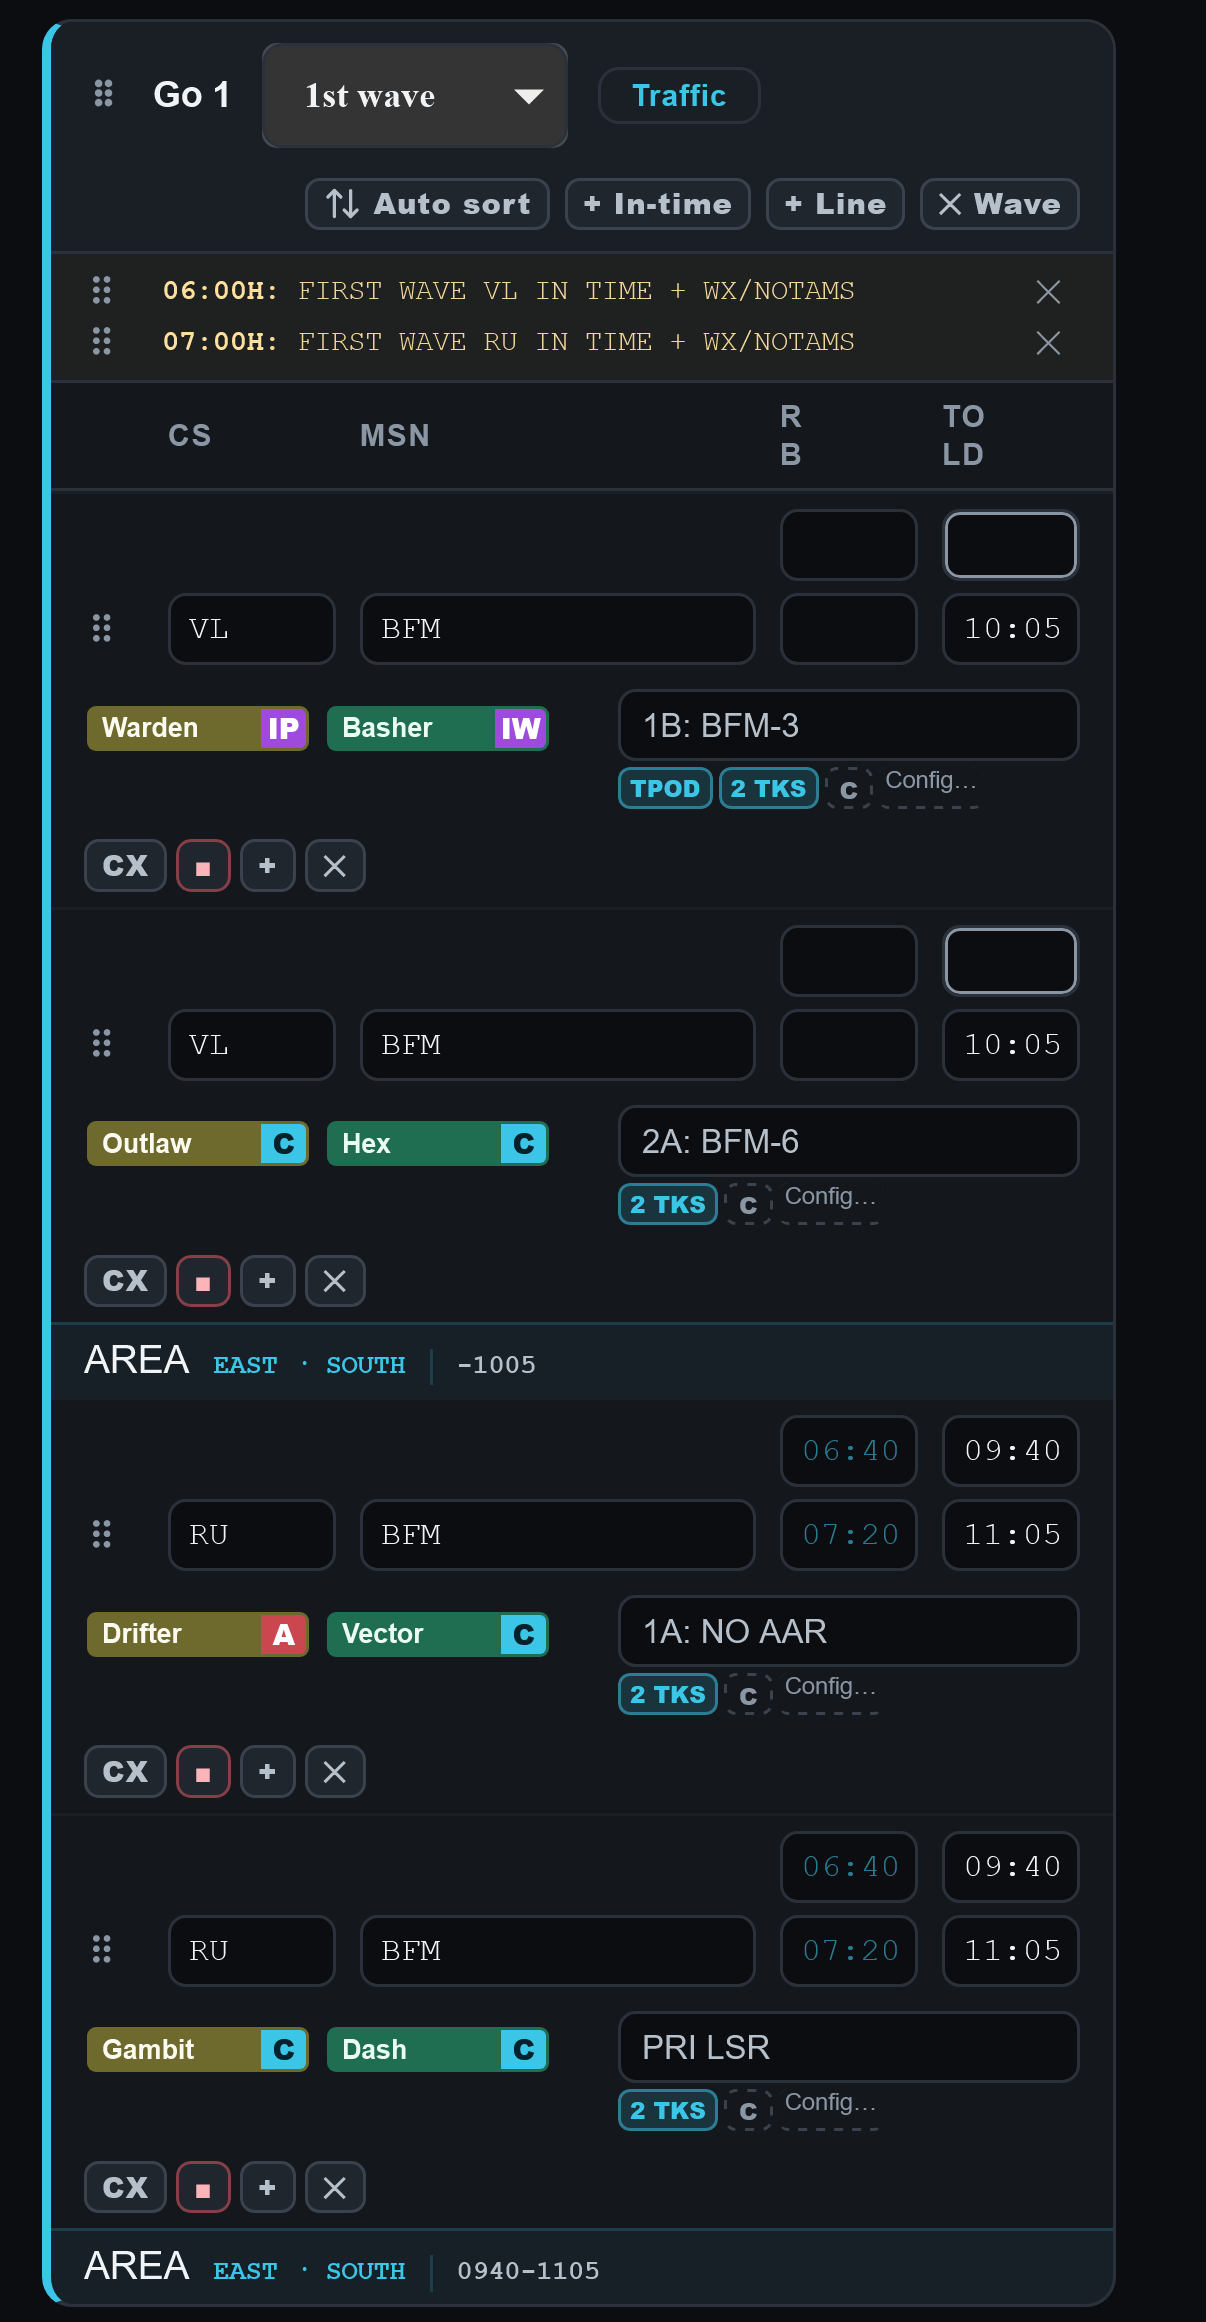 Go 1 1st wave Traffic
Auto sort + In-time + Line × Wave
06:00H: FIRST WAVE VL IN TIME + WX/NOTAMS
07:00H: FIRST WAVE RU IN TIME + WX/NOTAMS
CS MSN R B TO LD
VL BFM 10:05
Warden IP Basher IW 1B: BFM-3
TPOD 2 TKS C Config...
CX + ×
VL BFM 10:05
Outlaw C Hex C 2A: BFM-6
2 TKS C Config...
CX + ×
AREA EAST · SOUTH -1005
06:40 09:40
RU BFM 07:20 11:05
Drifter A Vector C 1A: NO AAR
2 TKS C Config...
CX + ×
06:40 09:40
RU BFM 07:20 11:05
Gambit C Dash C PRI LSR
2 TKS C Config...
CX + ×
AREA EAST · SOUTH 0940-1105